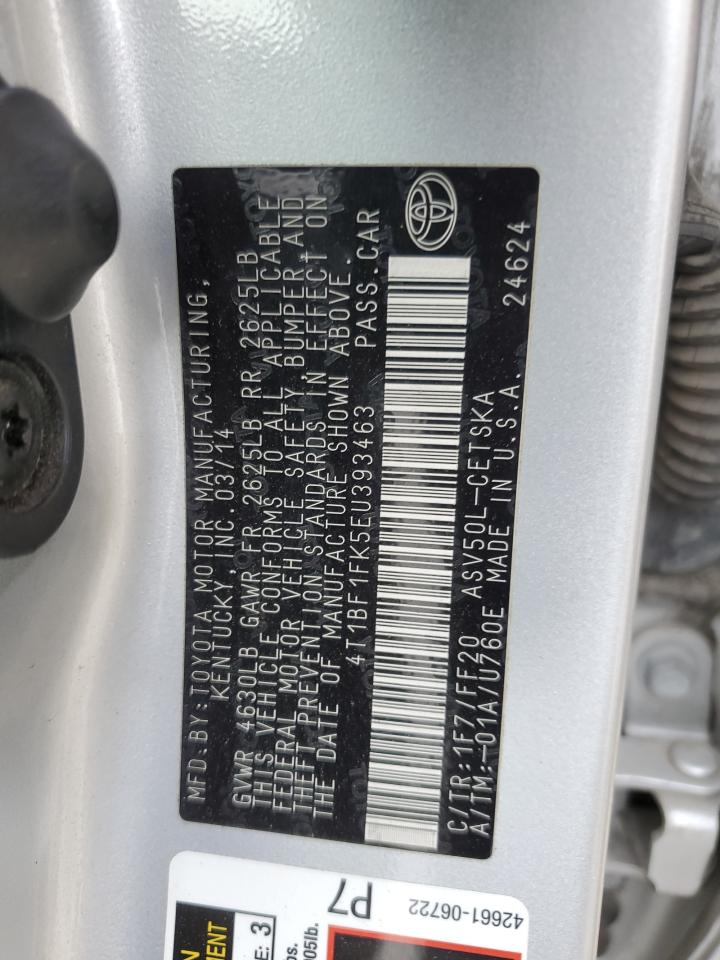 MFD.BY:TOYOTA MOTOR MANUFACTURING,
KENTUCKY, INC.03/14
GVWR 4630LB GAWR FR 2625LB RR 2625LB
THIS VEHICLE CONFORMS TO ALL APPLICABLE
FEDERAL MOTOR VEHICLE SAFETY, BUMPER, AND
THEFT PREVENTION STANDARDS IN EFFECT ON
THE DATE OF MANUFACTURE SHOWN ABOVE.
4T1BF1FK5EU393463 PASS.CAR
C/TR:1F7/FF20 ASV50L-CETSKA 24624
A/TM:-01A/U760E MADE IN U.S.A.
42661-06722
P7
3